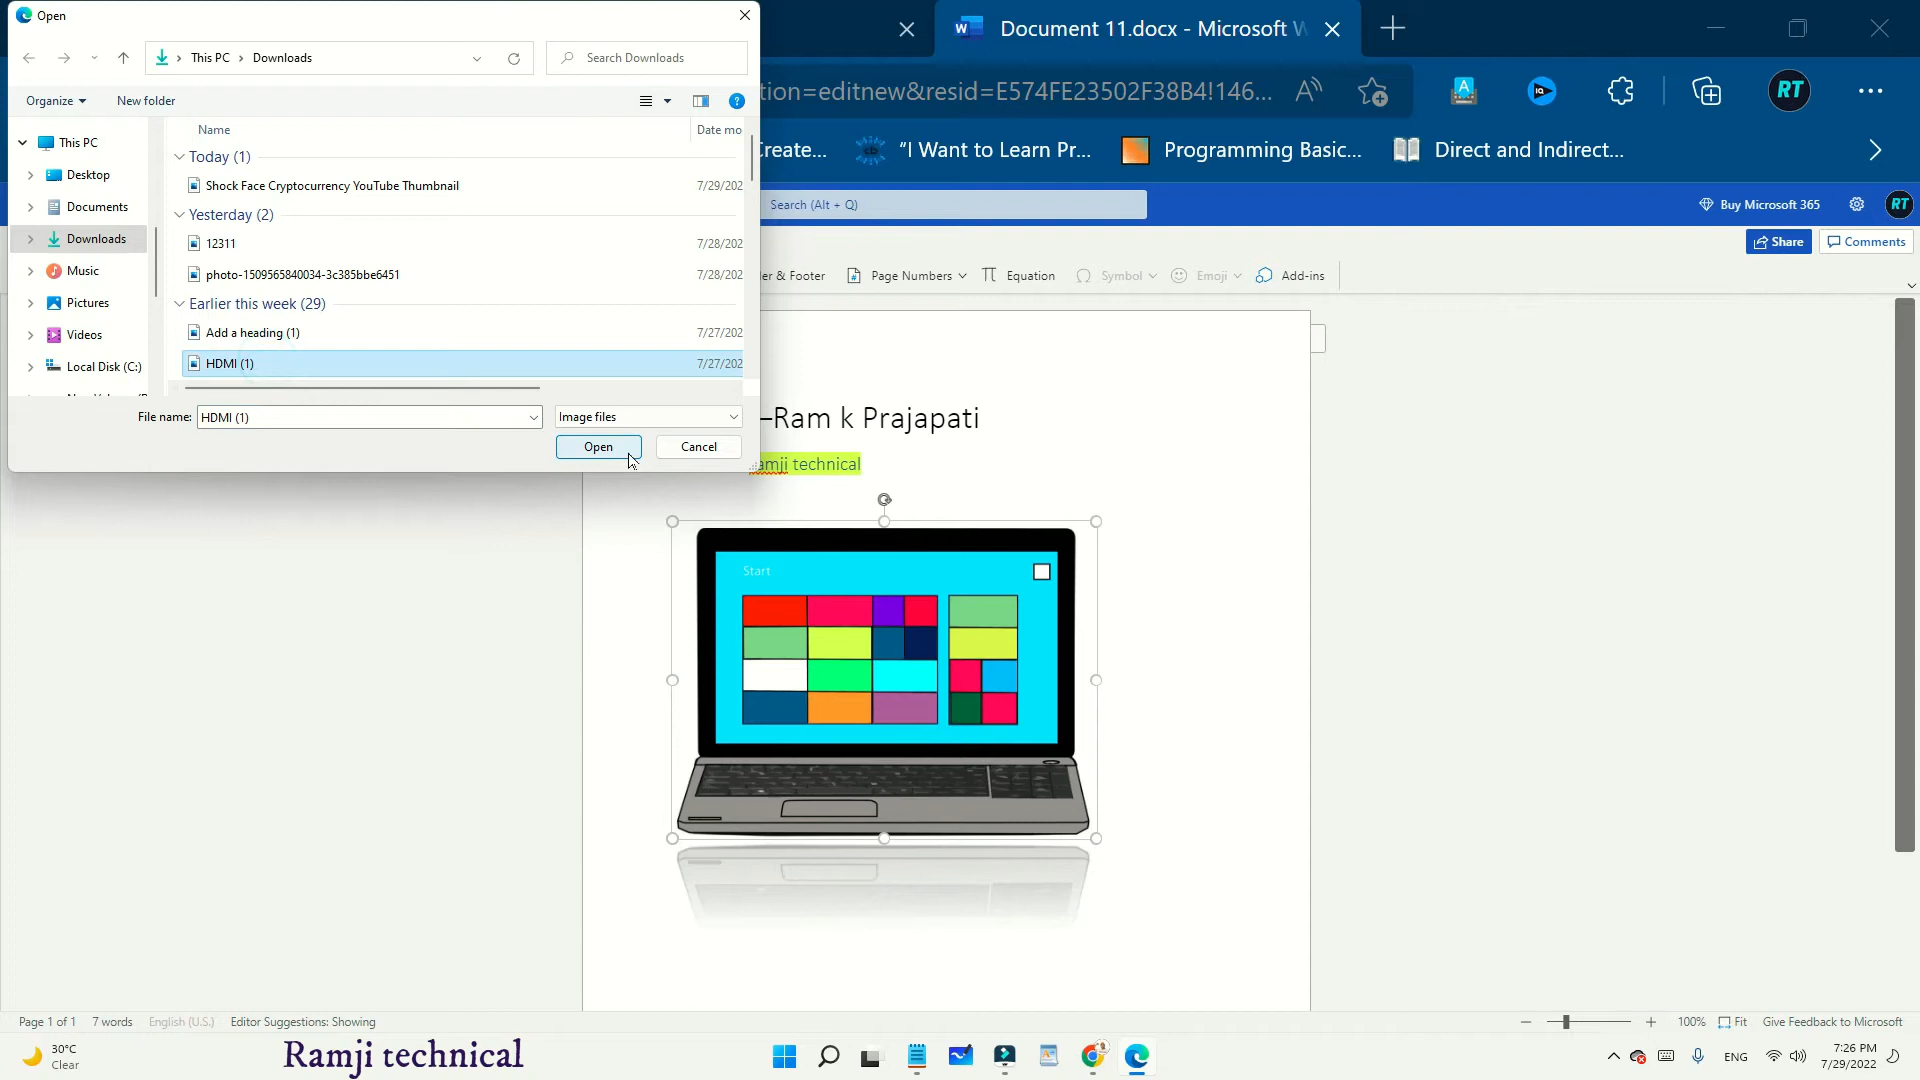 Open
Document 11.docx - Microsoft W
This PC
Downloads
Search Downloads
tion=editnew&resid=E574FE23502F38B4!146...
RT
Organize
New folder
Name
Date mo
Create...
"I Want to Learn Pr...
Programming Basic...
Direct and Indirect...
This PC
Desktop
Documents
Downloads
Music
Pictures
Videos
Local Disk (C:)
Today (1)
Shock Face Cryptocurrency YouTube Thumbnail
7/29/202
Yesterday (2)
12311
7/28/202
photo-1509565840034-3c385bbe6451
7/28/202
Earlier this week (29)
Add a heading (1)
7/27/202
HDMI (1)
7/27/202
Search (Alt + Q)
Buy Microsoft 365
RT
Share
Comments
er & Footer
Page Numbers
Equation
Symbol
Emoji
Add-ins
File name:
HDMI (1)
Image files
Open
Cancel
–Ram k Prajapati
amji technical
Start
Page 1 of 1
7 words
English (U.S.)
Editor Suggestions: Showing
100%
Fit
Give Feedback to Microsoft
30°C
Clear
Ramji technical
ENG
7:26 PM
7/29/2022